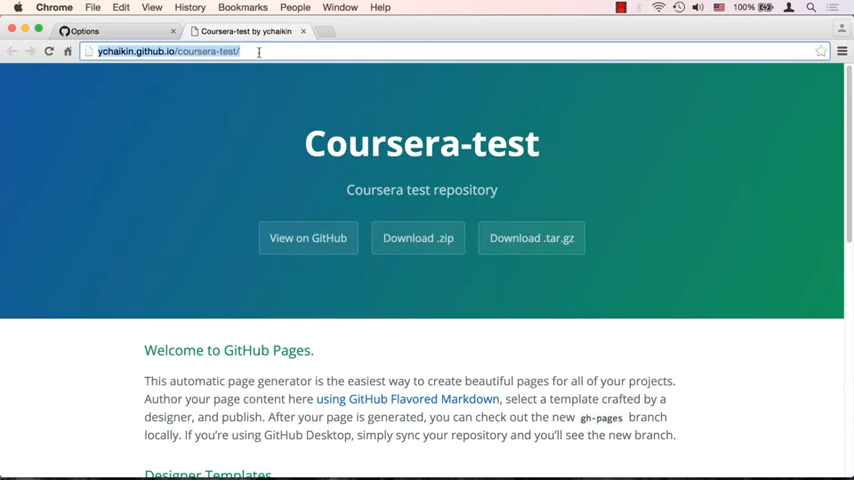 Chrome File Edit View History Bookmarks People Window Help 100%
Options Coursera-test by ychaikin
ychaikin.github.io/coursera-test/
Coursera-test
Coursera test repository
View on GitHub Download .zip Download .tar.gz
Welcome to GitHub Pages.
This automatic page generator is the easiest way to create beautiful pages for all of your projects.
Author your page content here using GitHub Flavored Markdown, select a template crafted by a
designer, and publish. After your page is generated, you can check out the new gh-pages branch
locally. If you're using GitHub Desktop, simply sync your repository and you'll see the new branch.
Designer Templates